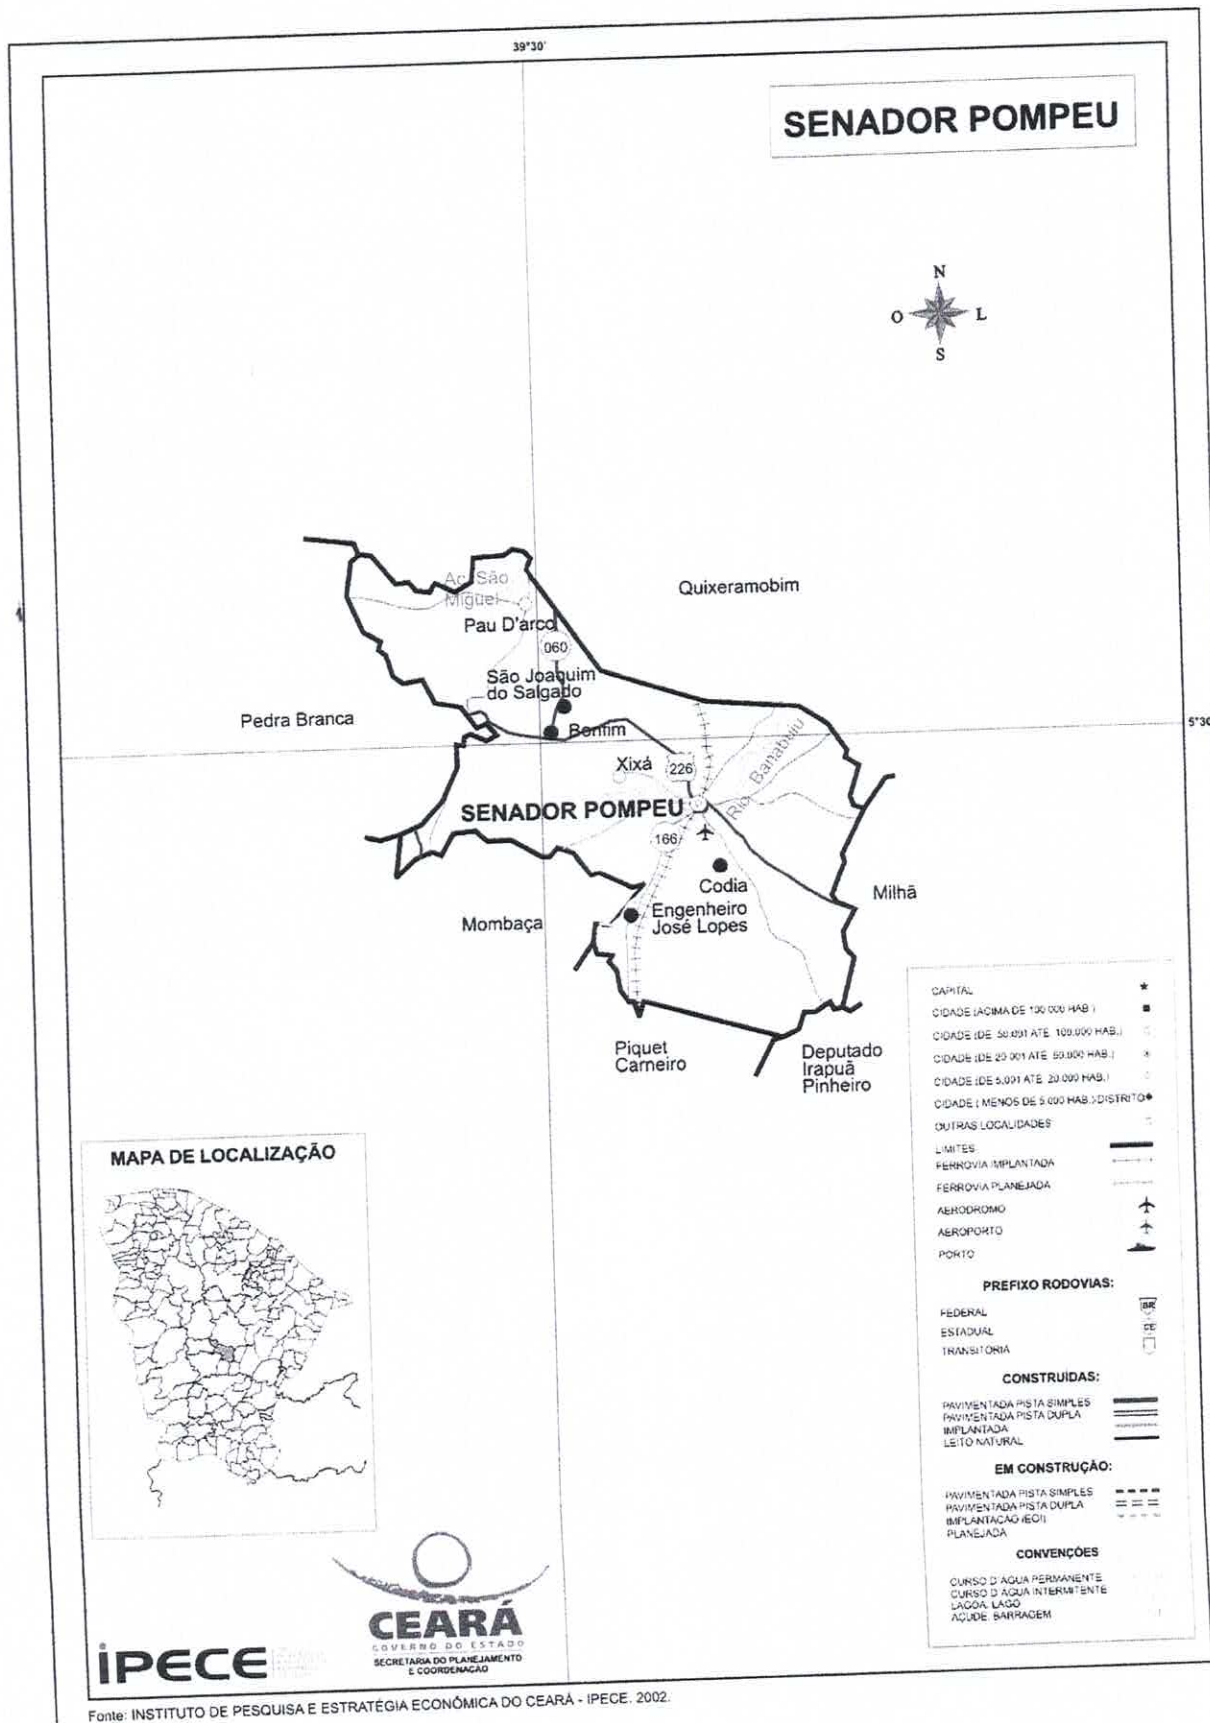 39°30'
SENADOR POMPEU
N
O
L
S
Aç. São
Miguel
Quixeramobim
Pau D'arco
060
São Joaquim
do Salgado
Pedra Branca
5°30
Bonfim
Xixá
226
Rio Banabuiu
SENADOR POMPEU
166
Codia
Milhã
Mombaça
Engenheiro
José Lopes
Piquet
Carneiro
Deputado
Irapuã
Pinheiro
CAPITAL
CIDADE (ACIMA DE 100.000 HAB.)
CIDADE (DE 50.001 ATÉ 100.000 HAB.)
CIDADE (DE 20.001 ATÉ 50.000 HAB.)
CIDADE (DE 5.001 ATÉ 20.000 HAB.)
CIDADE ( MENOS DE 5.000 HAB.)/DISTRITO
OUTRAS LOCALIDADES
LIMITES
FERROVIA IMPLANTADA
FERROVIA PLANEJADA
AERÓDROMO
AEROPORTO
PORTO
PREFIXO RODOVIAS:
FEDERAL BR
ESTADUAL CE
TRANSITÓRIA
CONSTRUÍDAS:
PAVIMENTADA PISTA SIMPLES
PAVIMENTADA PISTA DUPLA
IMPLANTADA
LEITO NATURAL
EM CONSTRUÇÃO:
PAVIMENTADA PISTA SIMPLES
PAVIMENTADA PISTA DUPLA
IMPLANTAÇÃO (EOI)
PLANEJADA
CONVENÇÕES
CURSO D'AGUA PERMANENTE
CURSO D'AGUA INTERMITENTE
LAGOA, LAGO
AÇUDE, BARRAGEM
MAPA DE LOCALIZAÇÃO
CEARÁ
GOVERNO DO ESTADO
SECRETARIA DO PLANEJAMENTO
E COORDENAÇÃO
iPECE
Fonte: INSTITUTO DE PESQUISA E ESTRATÉGIA ECONÔMICA DO CEARÁ - IPECE. 2002.